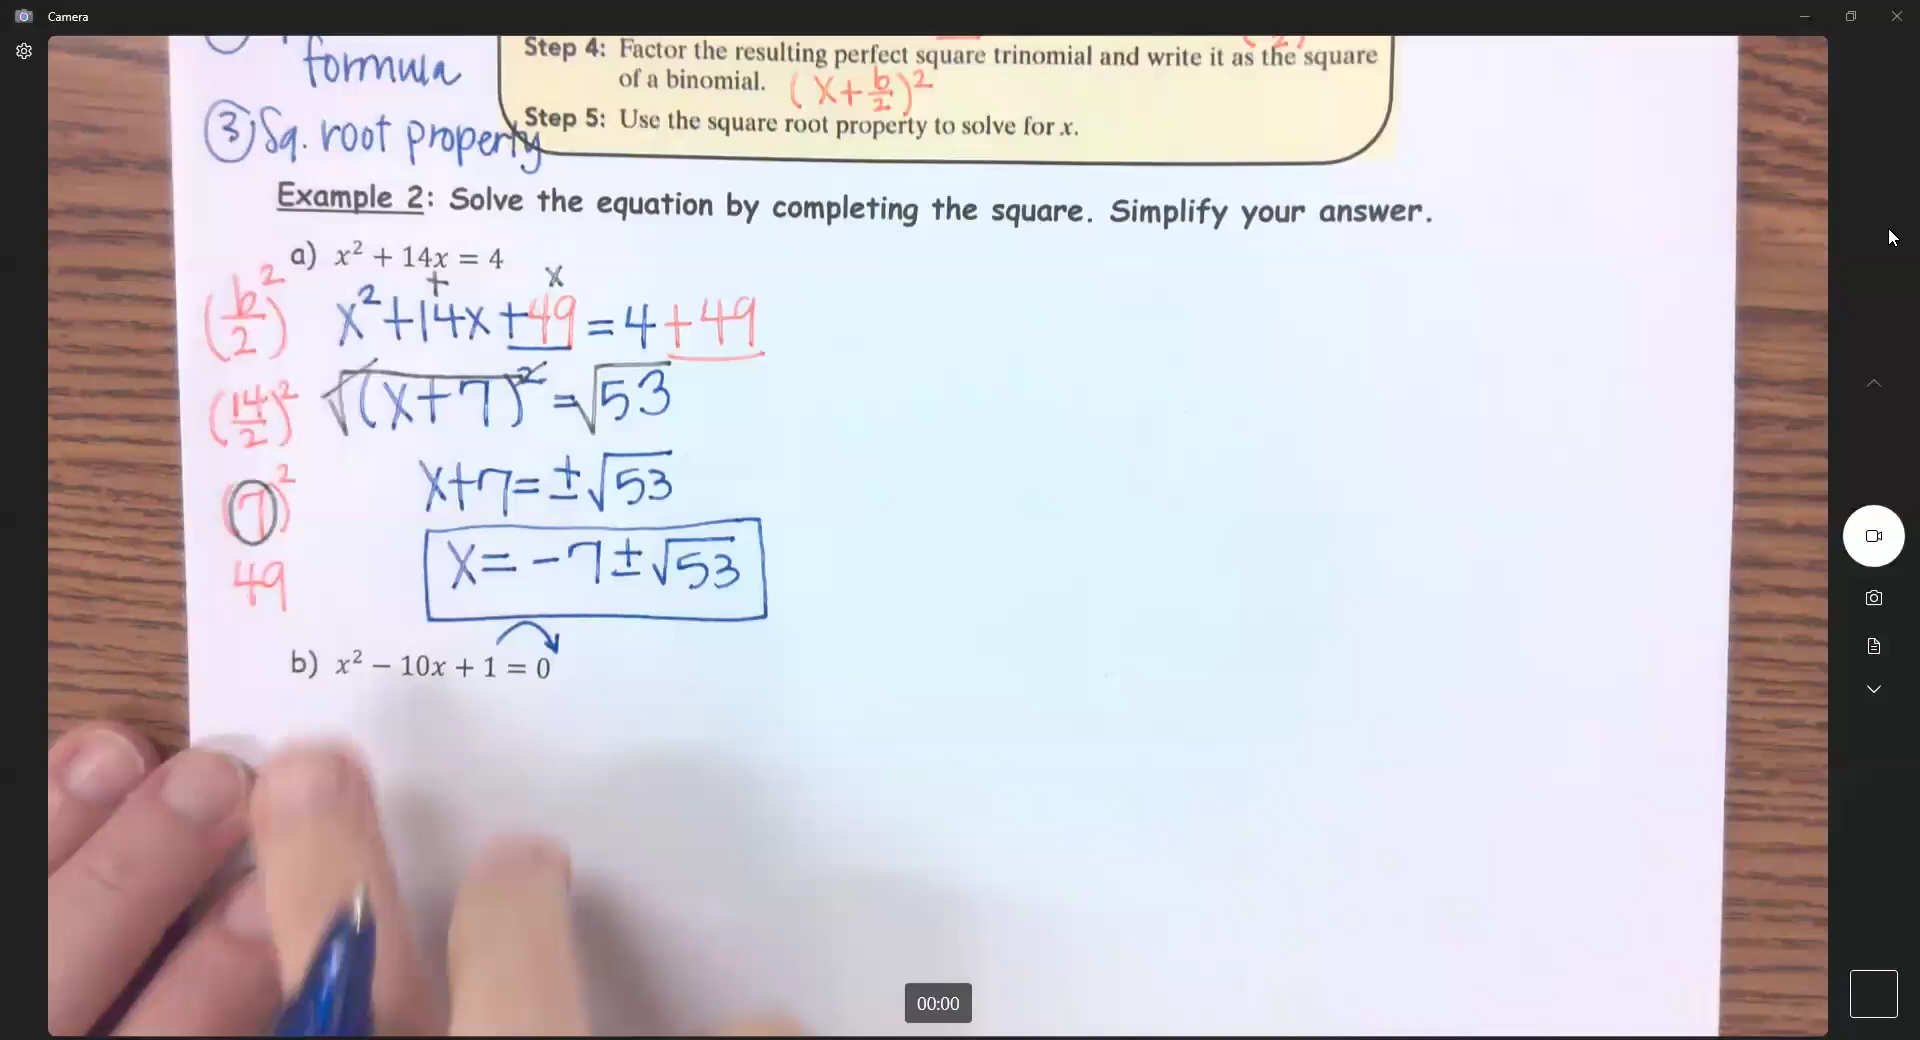 Camera
formula
③ Sq. root property
Step 4: Factor the resulting perfect square trinomial and write it as the square
of a binomial. (x+b/2)²
Step 5: Use the square root property to solve for x.
Example 2: Solve the equation by completing the square. Simplify your answer.
a) x² + 14x = 4
+ x
(b/2)² x²+14x+49 = 4+49
(14/2)² √(x+7)² = √53
(7)² x+7 = ±√53
49 x = -7 ± √53
b) x² − 10x + 1 = 0
00:00